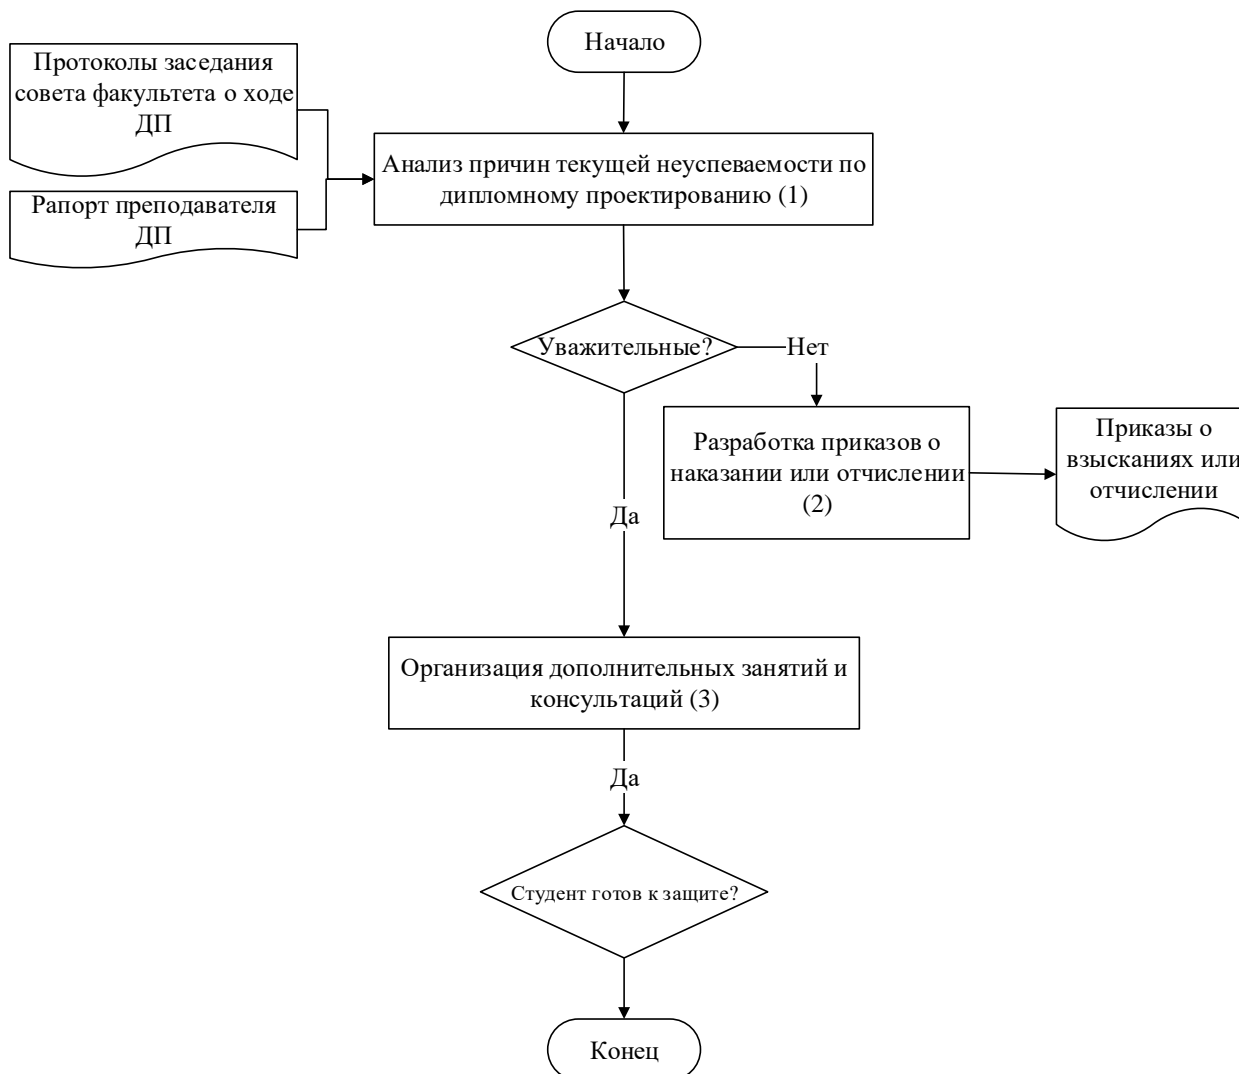 Начало
Протоколы заседания
совета факультета о ходе
ДП
Рапорт преподавателя
ДП
Анализ причин текущей неуспеваемости по
дипломному проектированию (1)
Уважительные?
Нет
Разработка приказов о
наказании или отчислении
(2)
Приказы о
взысканиях или
отчислении
Да
Организация дополнительных занятий и
консультаций (3)
Да
Студент готов к защите?
Конец